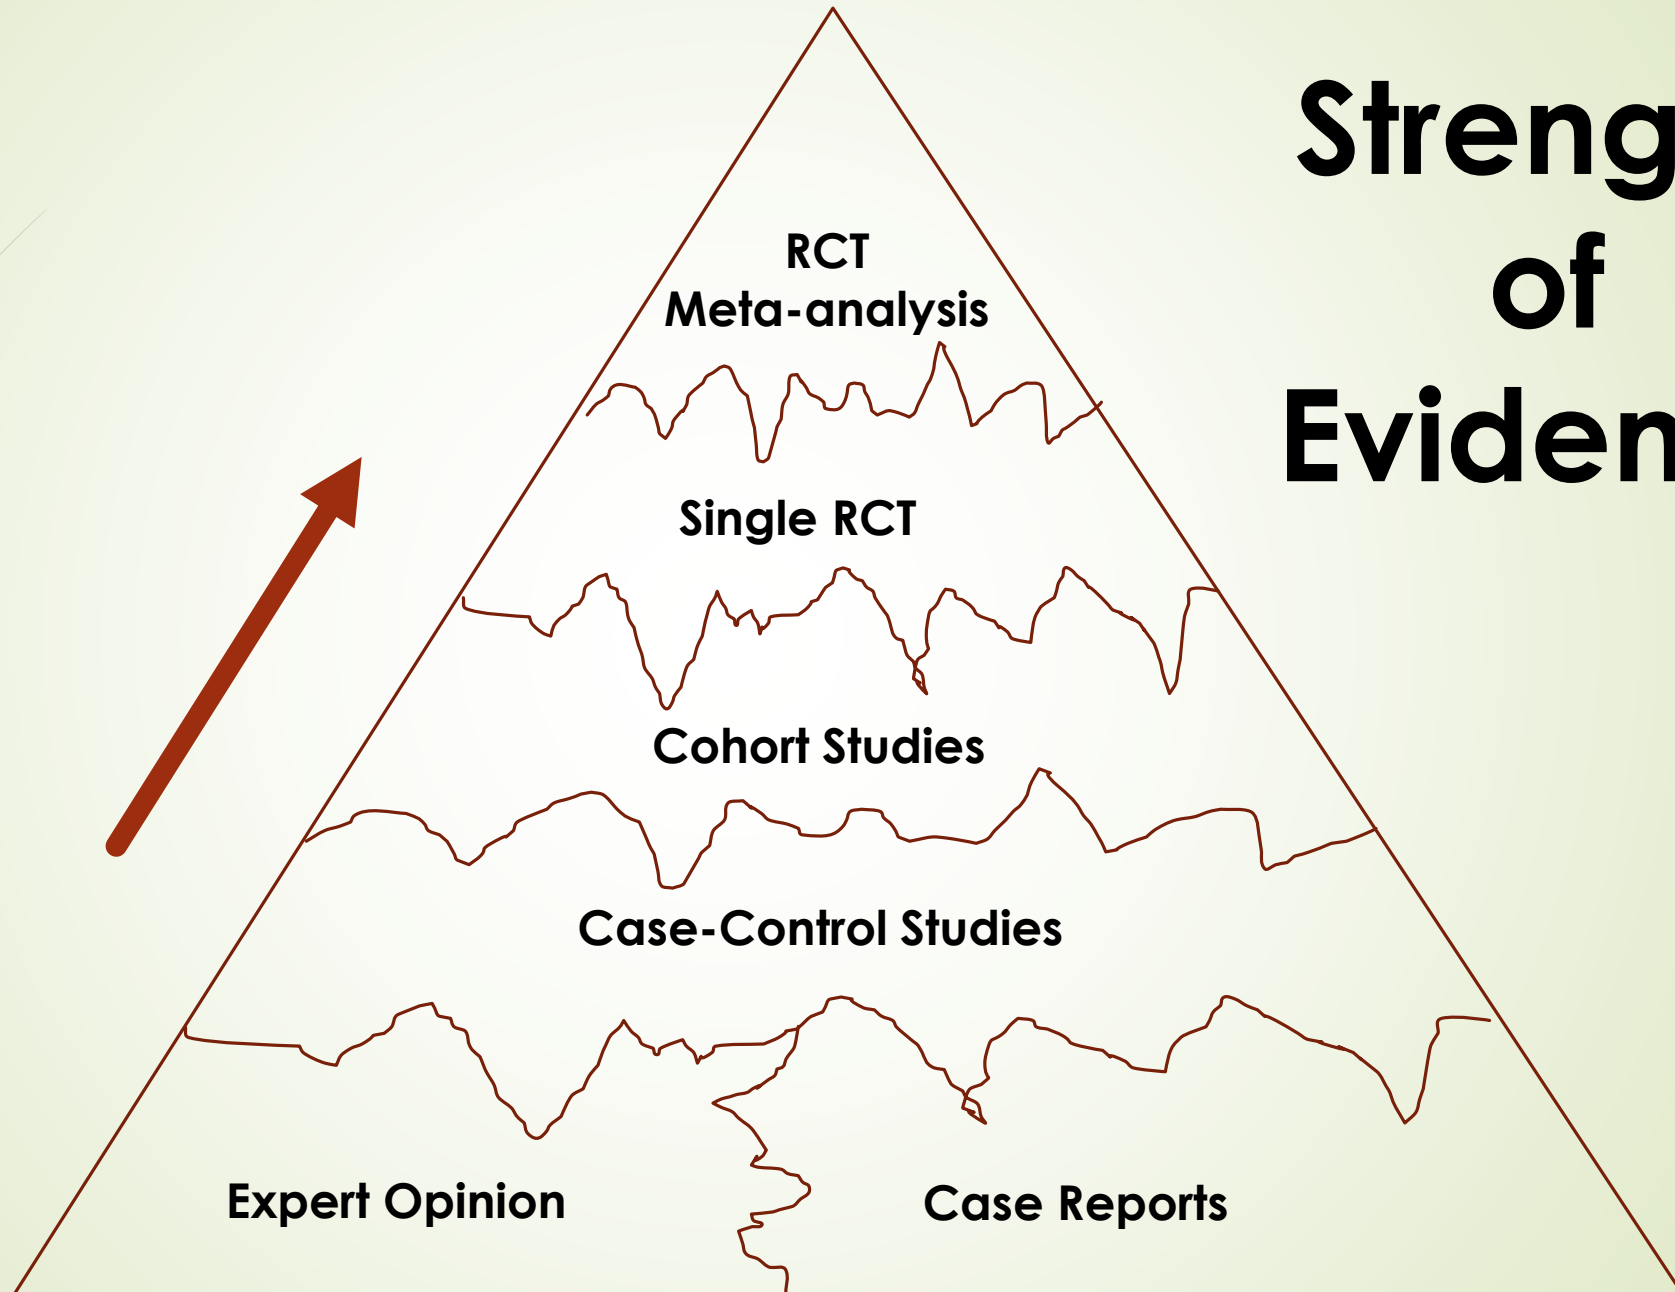 Streng
of
Eviden
RCT
Meta-analysis
Single RCT
Cohort Studies
Case-Control Studies
Expert Opinion
Case Reports